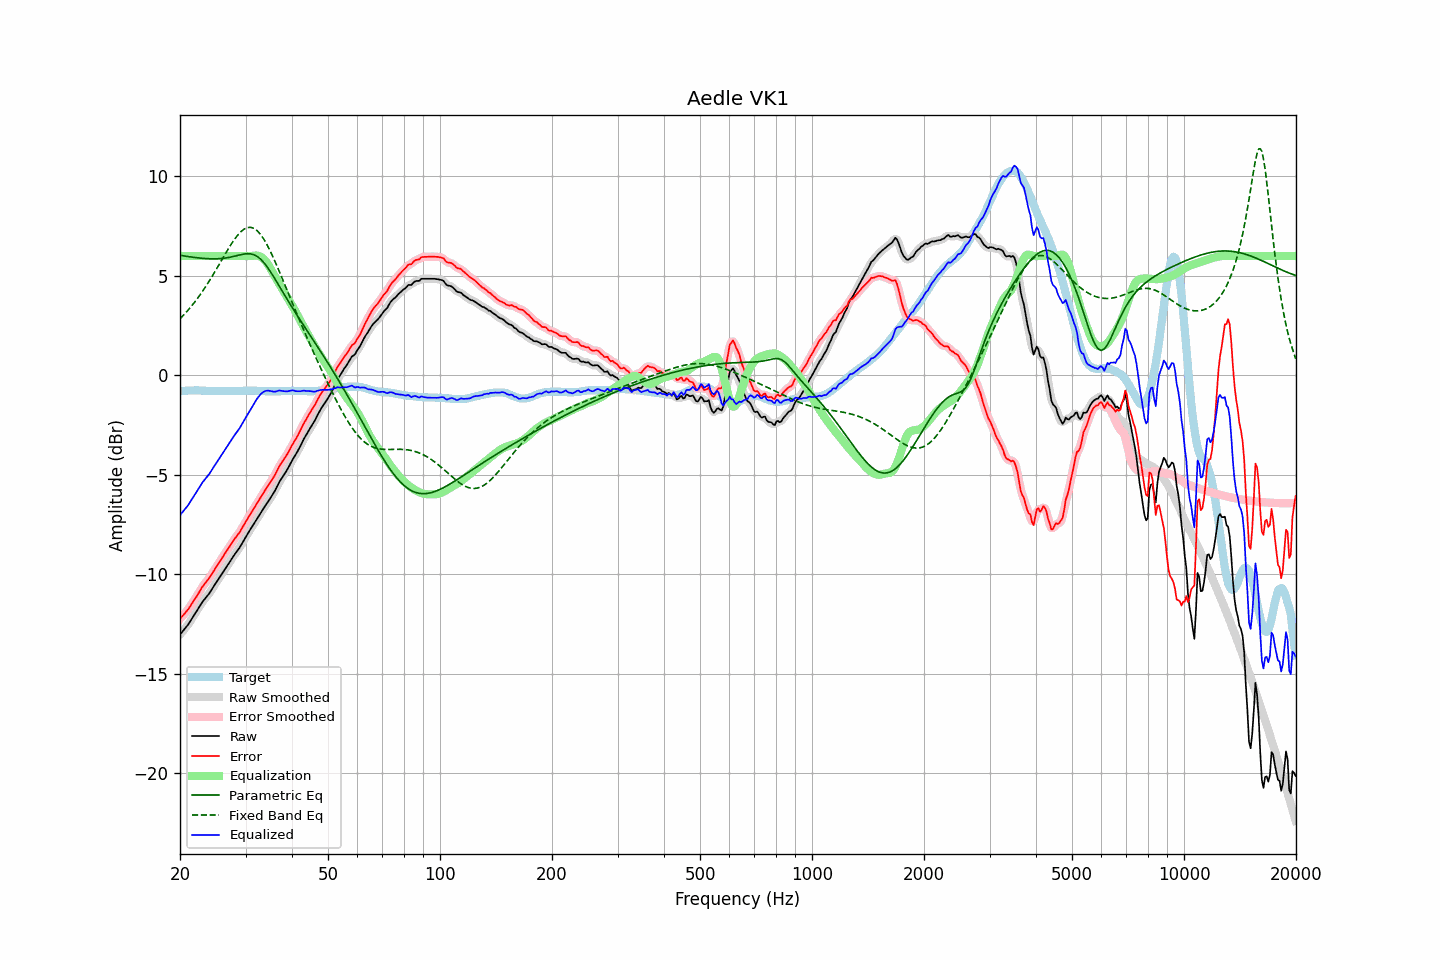 Aedle VK1
Amplitude (dBr)
10
5
0
−5
−10
−15
−20
Target
Raw Smoothed
Error Smoothed
Raw
Error
Equalization
Parametric Eq
Fixed Band Eq
Equalized
20 50 100 200 500 1000 2000 5000 10000 20000
Frequency (Hz)